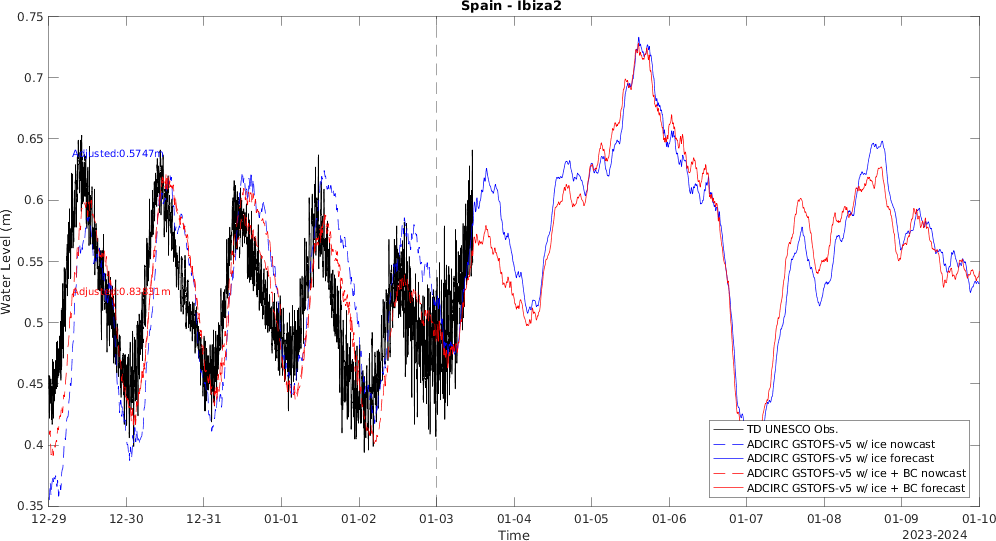 Spain - Ibiza2
0.75
0.7
0.65
0.6
0.55
0.5
0.45
0.4
0.35
Water Level (m)
Adjusted:0.5747m
TD UNESCO Obs.
ADCIRC GSTOFS-v5 w/ ice nowcast
ADCIRC GSTOFS-v5 w/ ice forecast
ADCIRC GSTOFS-v5 w/ ice + BC nowcast
ADCIRC GSTOFS-v5 w/ ice + BC forecast
12-29 12-30 12-31 01-01 01-02 01-03 01-04 01-05 01-06 01-07 01-08 01-09 01-10
Time
2023-2024